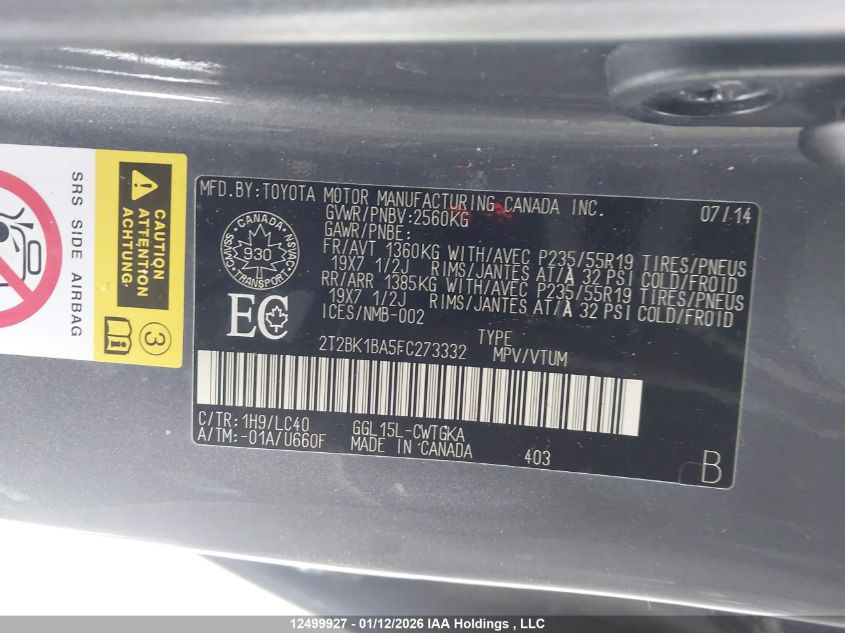 SRS SIDE AIRBAG
CAUTION
ATTENTION
ACHTUNG
3
MFD.BY:TOYOTA MOTOR MANUFACTURING CANADA INC. 07/14
GVWR/PNBV:2560KG
GAWR/PNBE:
FR/AVT 1360KG WITH/AVEC P235/55R19 TIRES/PNEUS
19X7 1/2J RIMS/JANTES AT/À 32 PSI COLD/FROID
RR/ARR 1385KG WITH/AVEC P235/55R19 TIRES/PNEUS
19X7 1/2J RIMS/JANTES AT/À 32 PSI COLD/FROID
ICES/NMB-002
CANADA
CMVSS
930
NSVAC
TRANSPORT
EC
TYPE
2T2BK1BA5FC273332 MPV/VTUM
C/TR:1H9/LC40 GGL15L-CWTGKA
A/TM:-01A/U660F MADE IN CANADA 403
B
12499927 - 01/12/2026 IAA Holdings , LLC